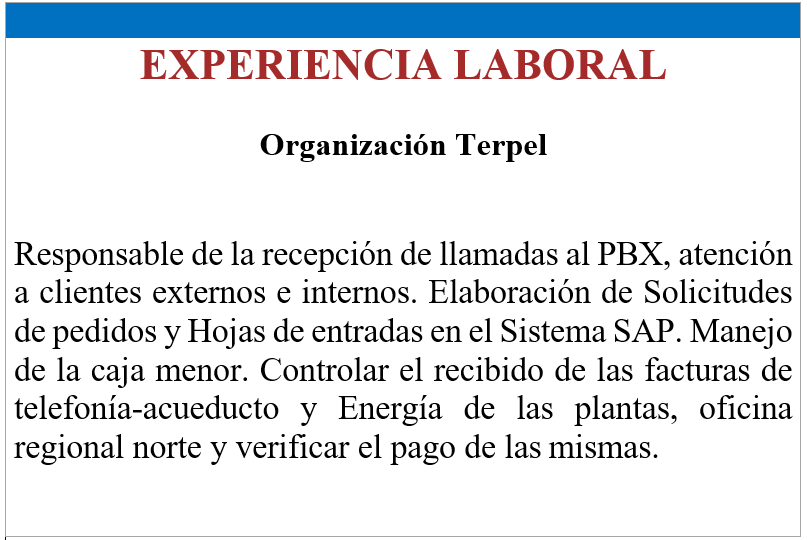 EXPERIENCIA LABORAL
Organización Terpel
Responsable de la recepción de llamadas al PBX, atención
a clientes externos e internos. Elaboración de Solicitudes
de pedidos y Hojas de entradas en el Sistema SAP. Manejo
de la caja menor. Controlar el recibido de las facturas de
telefonía-acueducto y Energía de las plantas, oficina
regional norte y verificar el pago de las mismas.